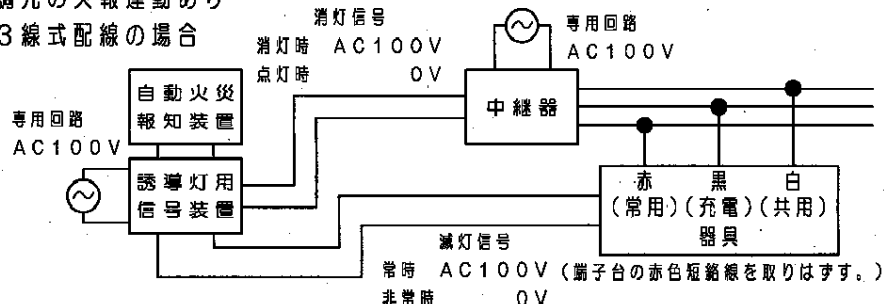 調光の火報連動あり
3線式配線の場合
消灯信号
消灯時 AC100V
点灯時 0V
専用回路
AC100V
自動火災
報知装置
専用回路
AC100V
中継器
誘導灯用
信号装置
赤 黒 白
(常用)(充電)(共用)
器具
減灯信号
常時 AC100V (端子台の赤色短絡線を取りはずす。)
非常時 0V